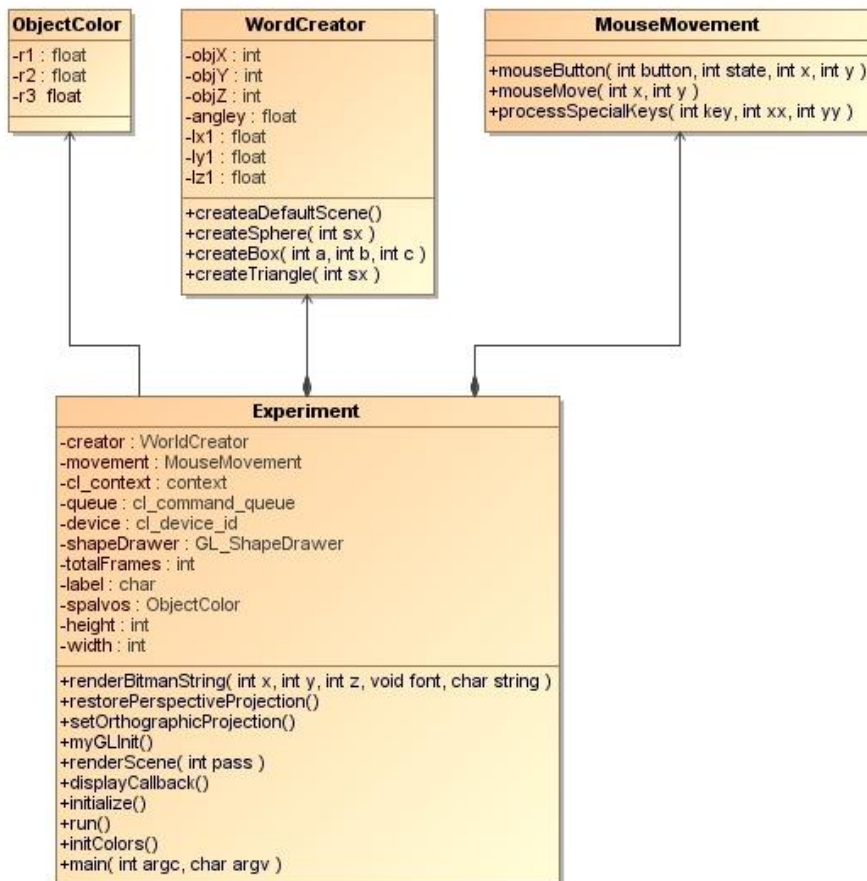 ObjectColor
-r1 : float
-r2 : float
-r3 float
WordCreator
-objX : int
-objY : int
-objZ : int
-angley : float
-lx1 : float
-ly1 : float
-lz1 : float
+createaDefaultScene()
+createSphere( int sx )
+createBox( int a, int b, int c )
+createTriangle( int sx )
MouseMovement
+mouseButton( int button, int state, int x, int y )
+mouseMove( int x, int y )
+processSpecialKeys( int key, int xx, int yy )
Experiment
-creator : WorldCreator
-movement : MouseMovement
-cl_context : context
-queue : cl_command_queue
-device : cl_device_id
-shapeDrawer : GL_ShapeDrawer
-totalFrames : int
-label : char
-spalvos : ObjectColor
-height : int
-width : int
+renderBitmanString( int x, int y, int z, void font, char string )
+restorePerspectiveProjection()
+setOrthographicProjection()
+myGLInit()
+renderScene( int pass )
+displayCallback()
+initialize()
+run()
+initColors()
+main( int argc, char argv )